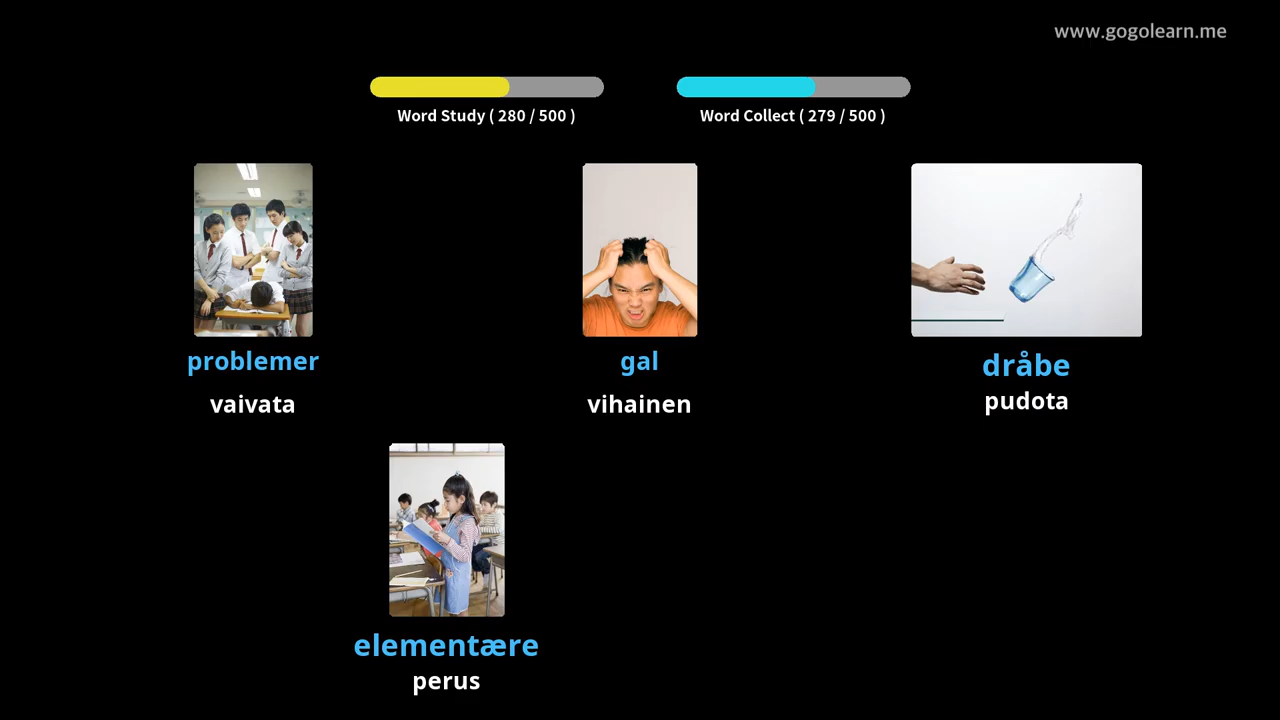 www.gogolearn.me
Word Study ( 280 / 500 )
Word Collect ( 279 / 500 )
problemer
vaivata
gal
vihainen
dråbe
pudota
elementære
perus